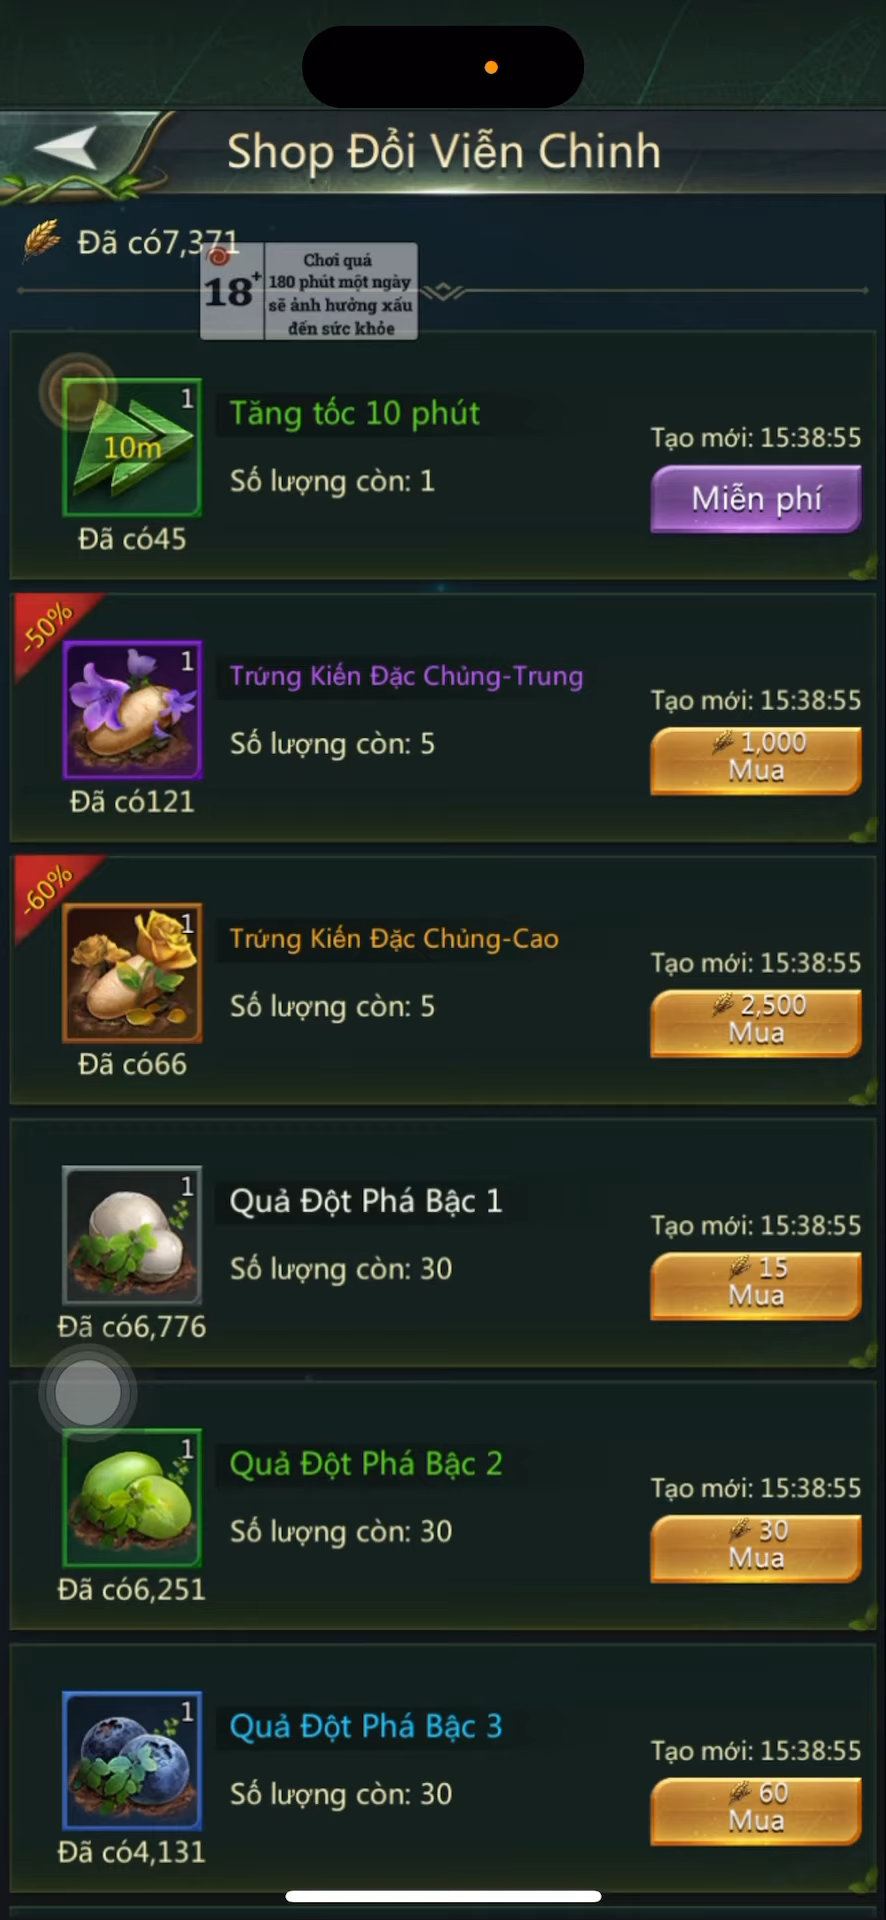 Shop Đổi Viễn Chinh
Đã có7,371
18+
Chơi quá
180 phút một ngày
sẽ ảnh hưởng xấu
đến sức khỏe
1
10m
Đã có45
Tăng tốc 10 phút
Số lượng còn: 1
Tạo mới: 15:38:55
Miễn phí
-50%
1
Đã có121
Trứng Kiến Đặc Chủng-Trung
Số lượng còn: 5
Tạo mới: 15:38:55
1,000
Mua
-60%
1
Đã có66
Trứng Kiến Đặc Chủng-Cao
Số lượng còn: 5
Tạo mới: 15:38:55
2,500
Mua
1
Đã có6,776
Quả Đột Phá Bậc 1
Số lượng còn: 30
Tạo mới: 15:38:55
15
Mua
1
Đã có6,251
Quả Đột Phá Bậc 2
Số lượng còn: 30
Tạo mới: 15:38:55
30
Mua
1
Đã có4,131
Quả Đột Phá Bậc 3
Số lượng còn: 30
Tạo mới: 15:38:55
60
Mua